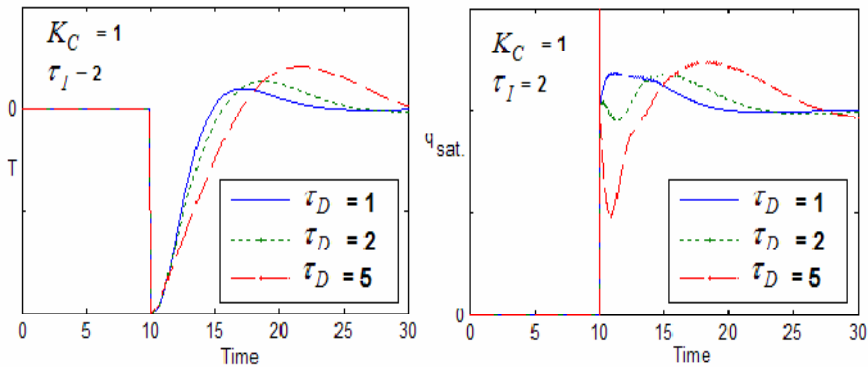 K_C = 1
τ_I - 2
0
T
τ_D = 1
τ_D = 2
τ_D = 5
0 5 10 15 20 25 30
Time
K_C = 1
τ_I = 2
q_sat.
τ_D = 1
τ_D = 2
τ_D = 5
0
0 5 10 15 20 25 30
Time